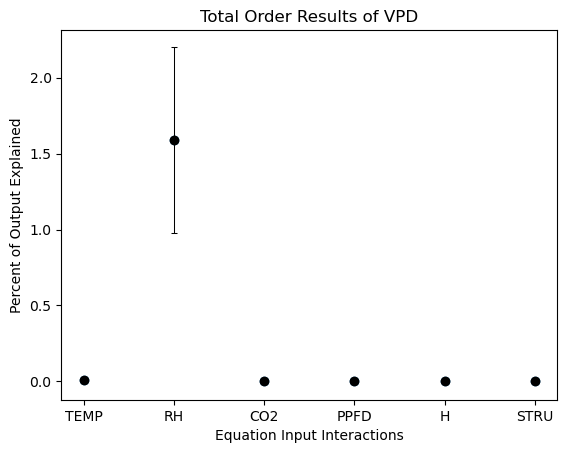 Total Order Results of VPD
Percent of Output Explained
2.0
1.5
1.0
0.5
0.0
TEMP RH CO2 PPFD H STRU
Equation Input Interactions